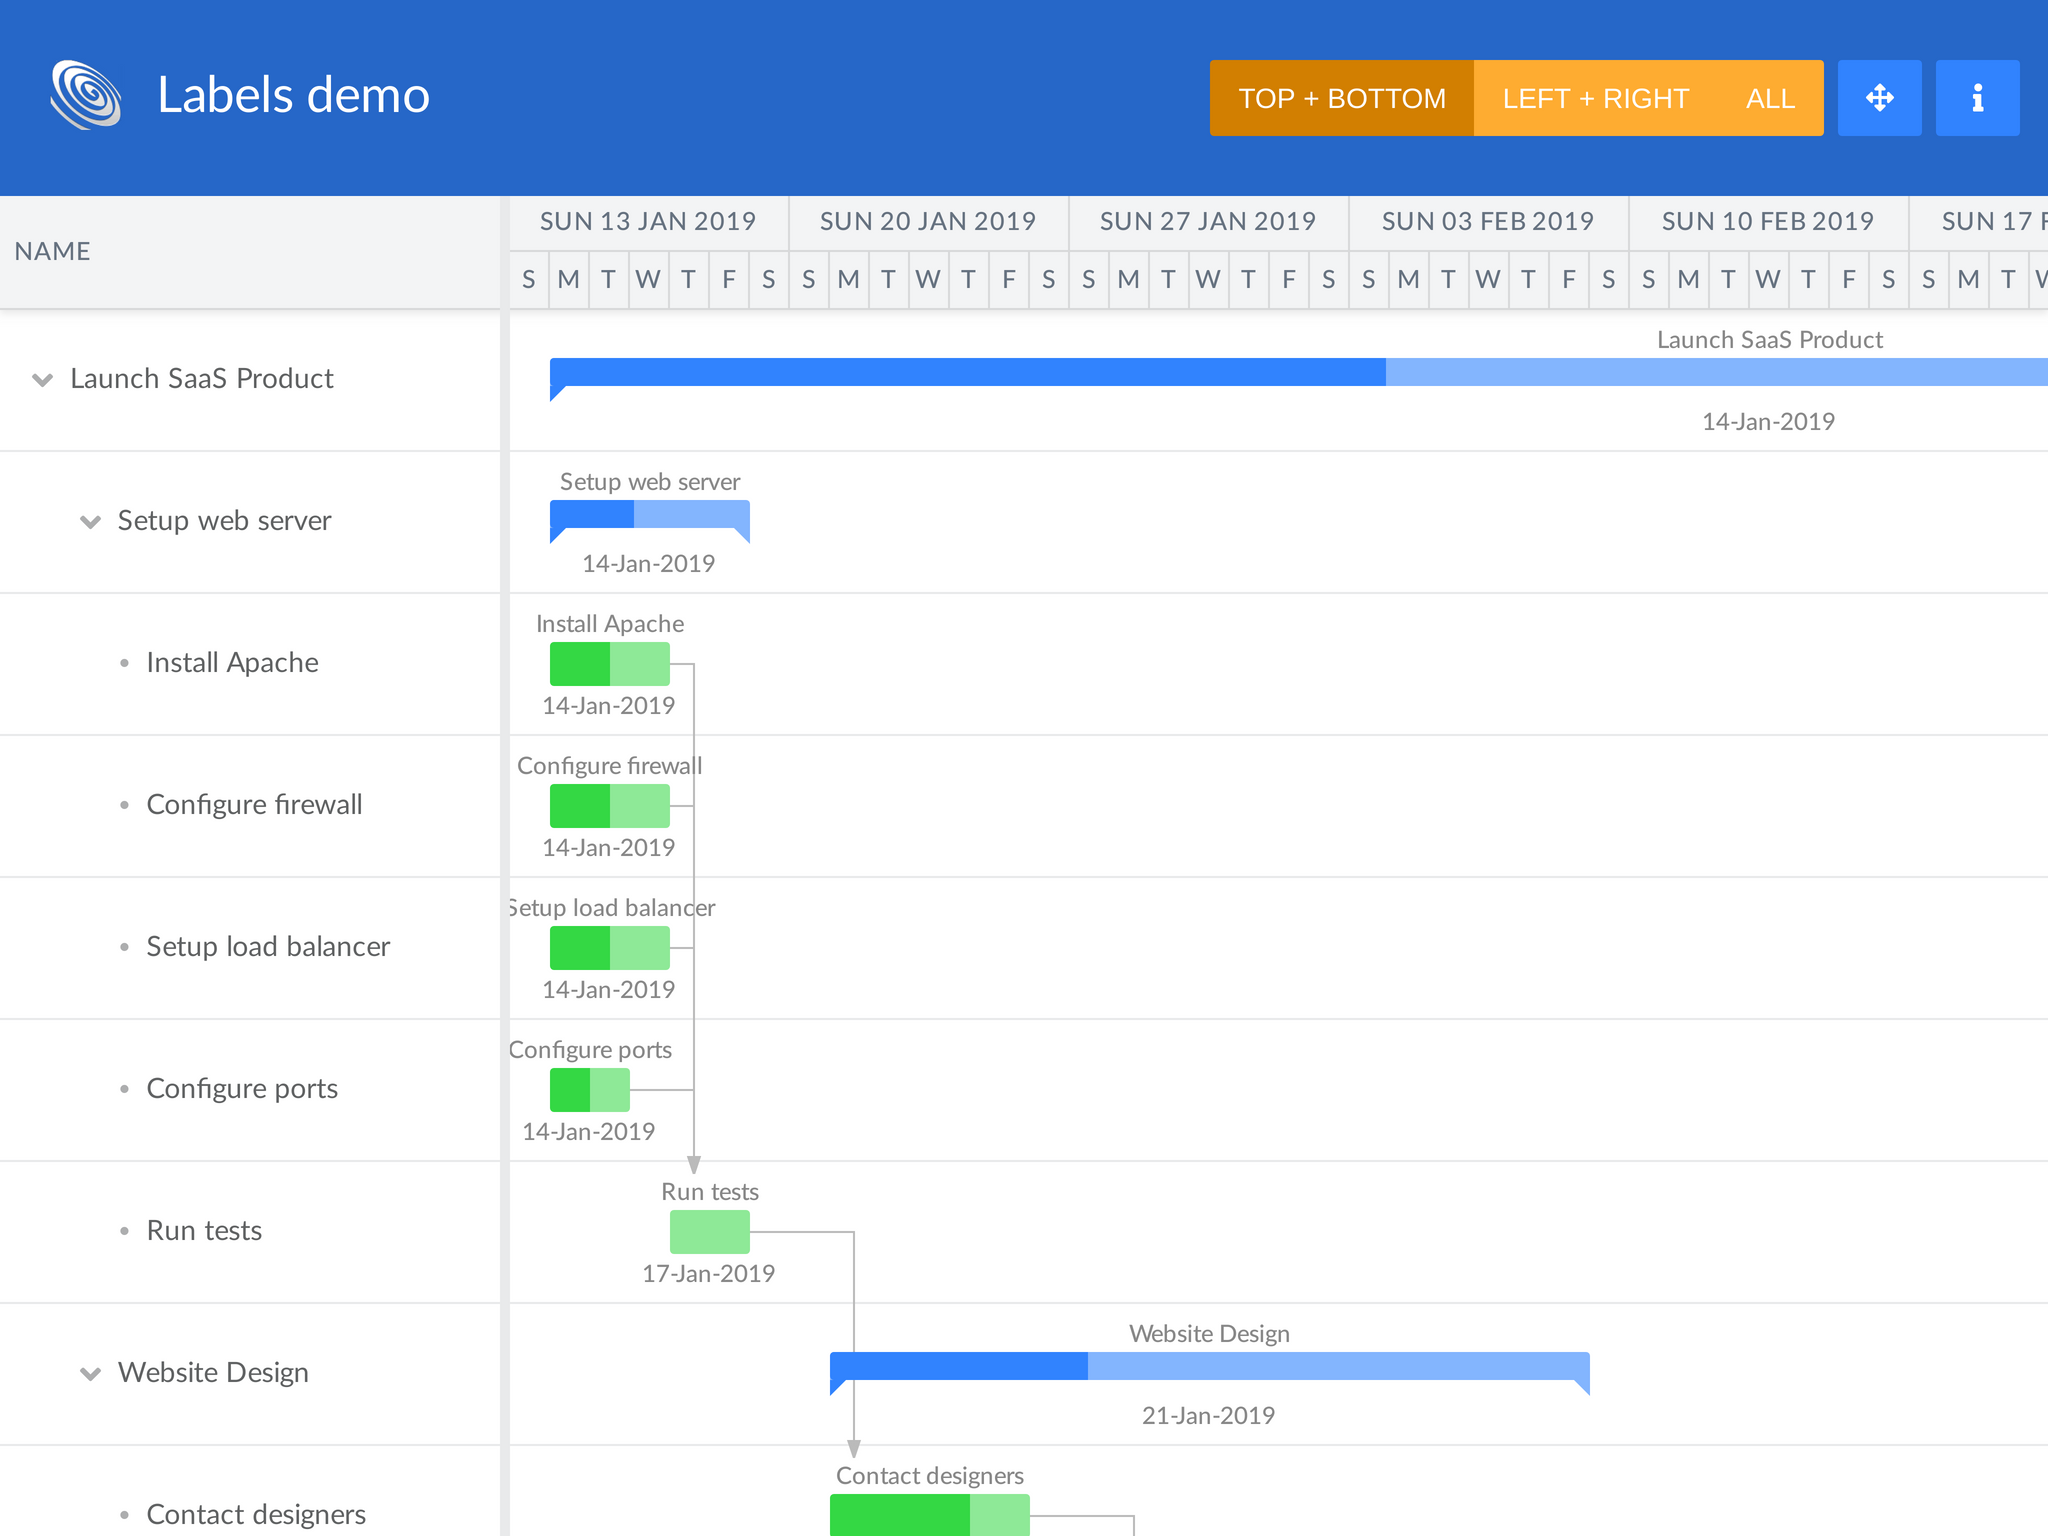 Labels demo
TOP + BOTTOM LEFT + RIGHT ALL
NAME
SUN 13 JAN 2019 SUN 20 JAN 2019 SUN 27 JAN 2019 SUN 03 FEB 2019 SUN 10 FEB 2019 SUN 17 F
S M T W T F S S M T W T F S S M T W T F S S M T W T F S S M T W T F S S M T W
Launch SaaS Product
Launch SaaS Product
14-Jan-2019
Setup web server
Setup web server
14-Jan-2019
Install Apache
Install Apache
14-Jan-2019
Configure firewall
Configure firewall
14-Jan-2019
Setup load balancer
Setup load balancer
14-Jan-2019
Configure ports
Configure ports
14-Jan-2019
Run tests
Run tests
17-Jan-2019
Website Design
Website Design
21-Jan-2019
Contact designers
Contact designers